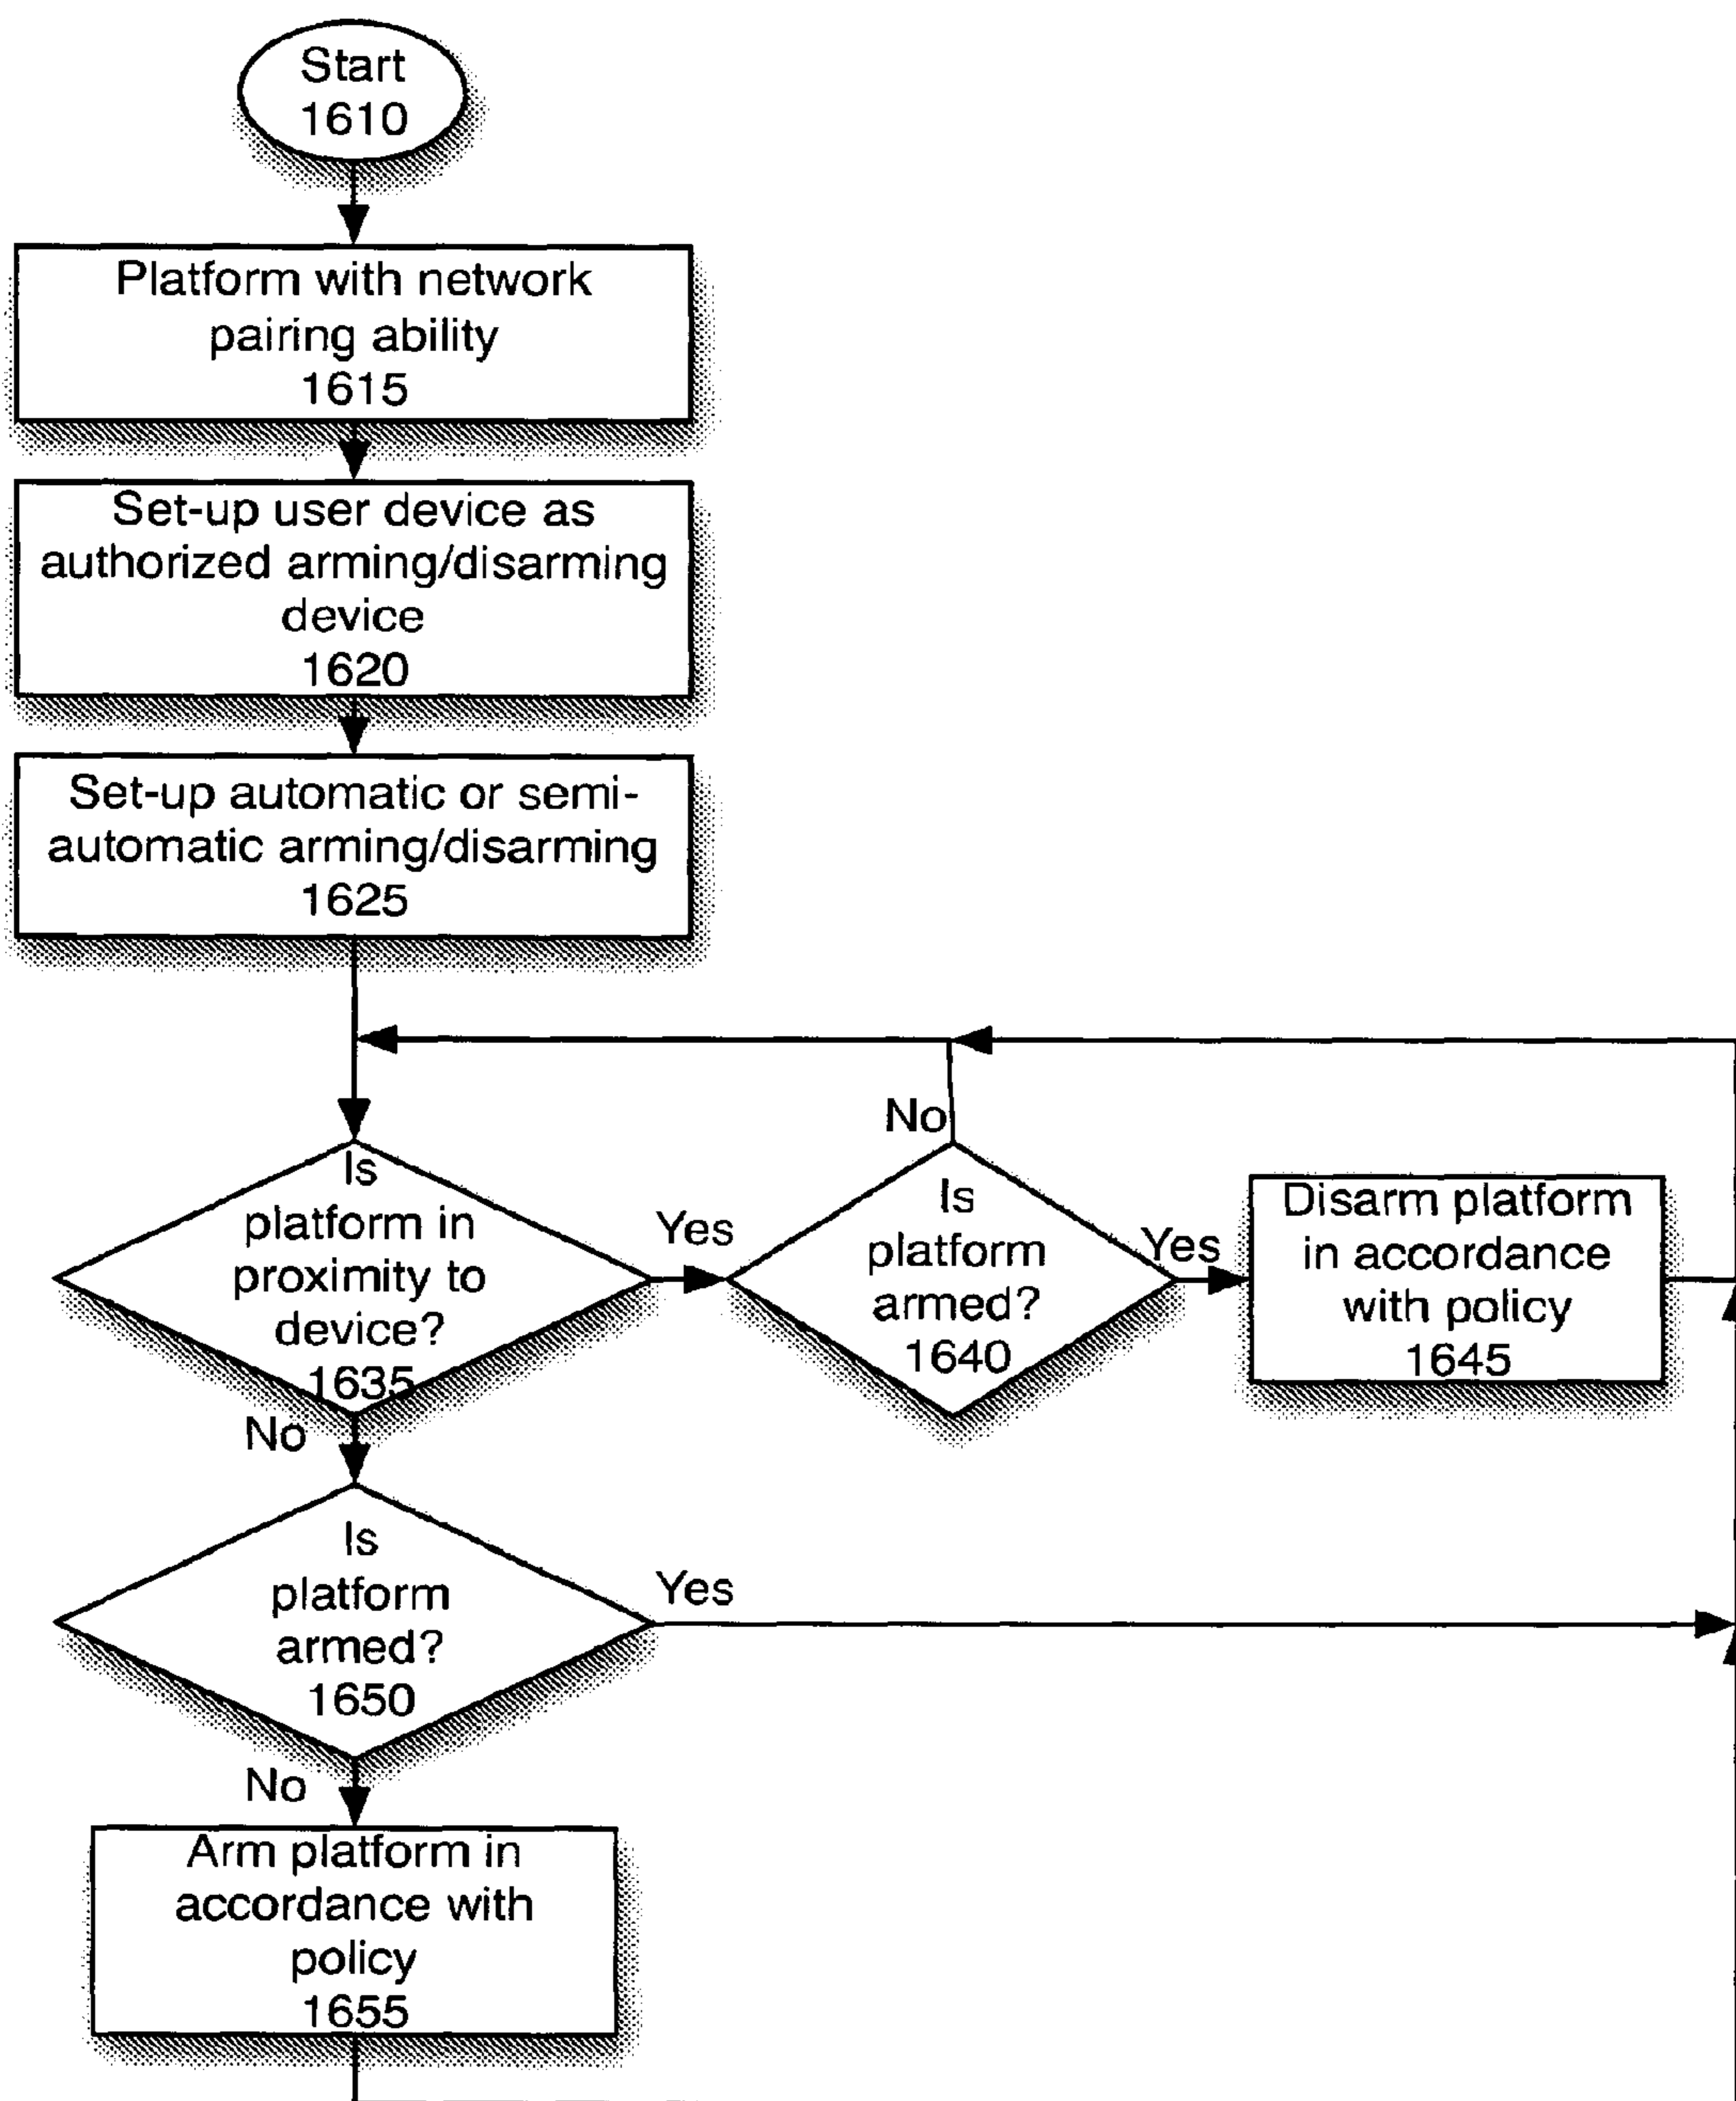 Start
1610
Platform with network
pairing ability
1615
Set-up user device as
authorized arming/disarming
device
1620
Set-up automatic or semi-
automatic arming/disarming
1625
Is
platform in
proximity to
device?
1635
Yes
No
Is
platform
armed?
1640
No
Yes
Disarm platform
in accordance
with policy
1645
Is
platform
armed?
1650
Yes
No
Arm platform in
accordance with
policy
1655